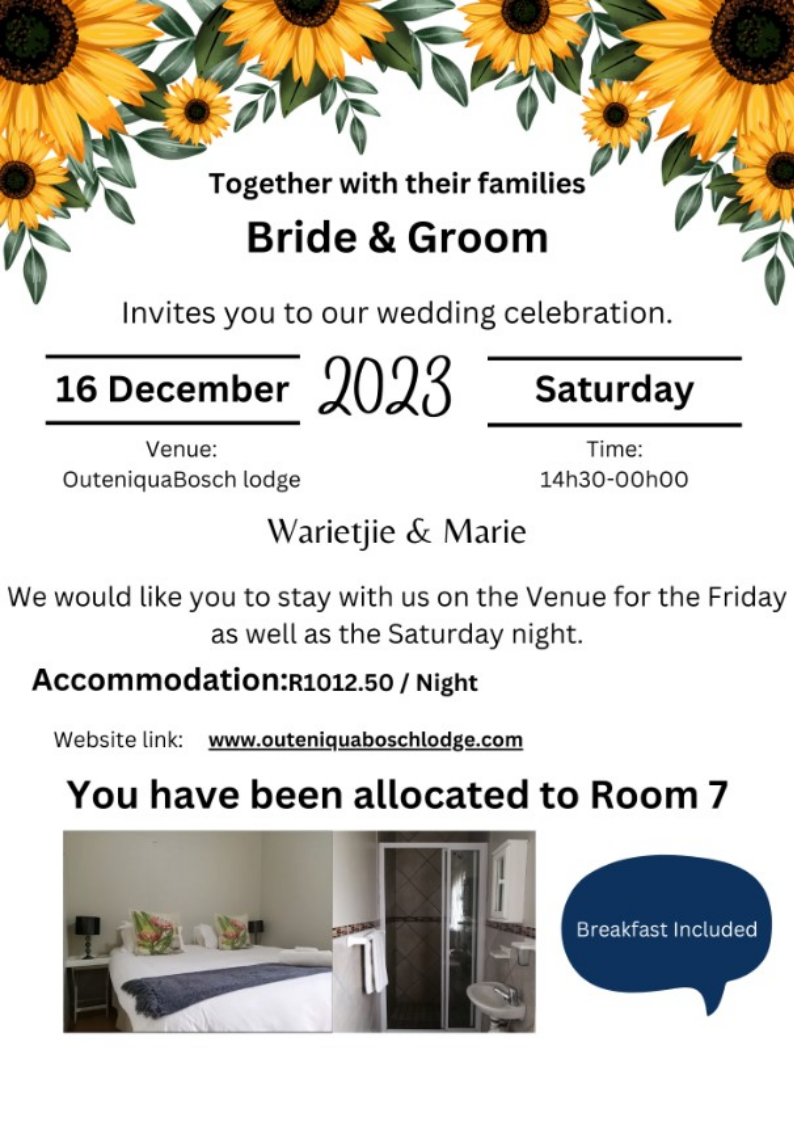 Together with their families
Bride & Groom
Invites you to our wedding celebration.
16 December 2023 Saturday
Venue:
OuteniquaBosch lodge
Time:
14h30-00h00
Warietjie & Marie
We would like you to stay with us on the Venue for the Friday
as well as the Saturday night.
Accommodation:R1012.50 / Night
Website link: www.outeniquaboschlodge.com
You have been allocated to Room 7
Breakfast Included